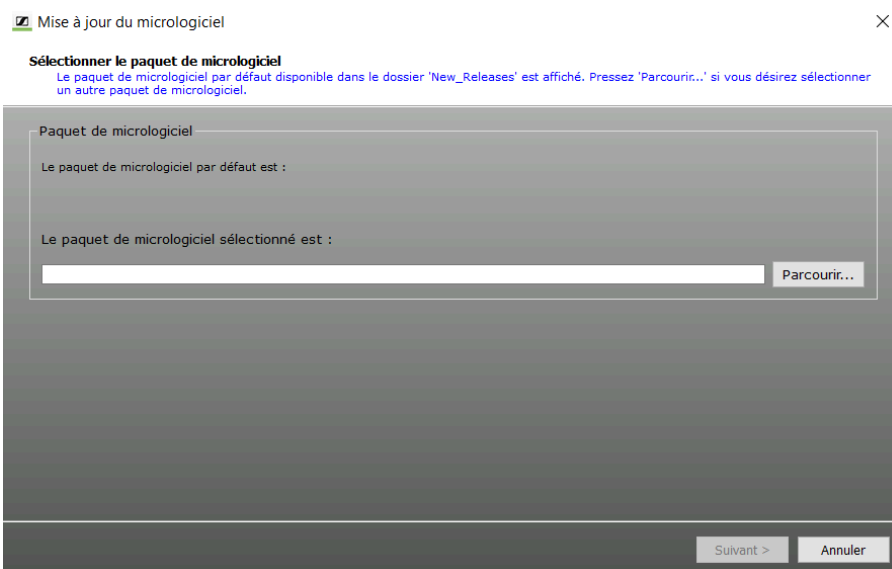 Mise à jour du micrologiciel
Sélectionner le paquet de micrologiciel
Le paquet de micrologiciel par défaut disponible dans le dossier 'New_Releases' est affiché. Pressez 'Parcourir...' si vous désirez sélectionner
un autre paquet de micrologiciel.
Paquet de micrologiciel
Le paquet de micrologiciel par défaut est :
Le paquet de micrologiciel sélectionné est :
Parcourir...
Suivant >
Annuler